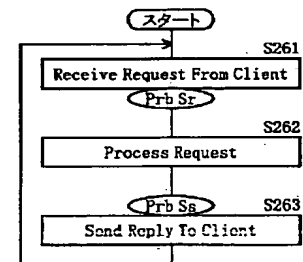 スタート
S261
Receive Request From Client
Prb Sr
S262
Process Request
Prb Ss
S263
Send Reply To Client